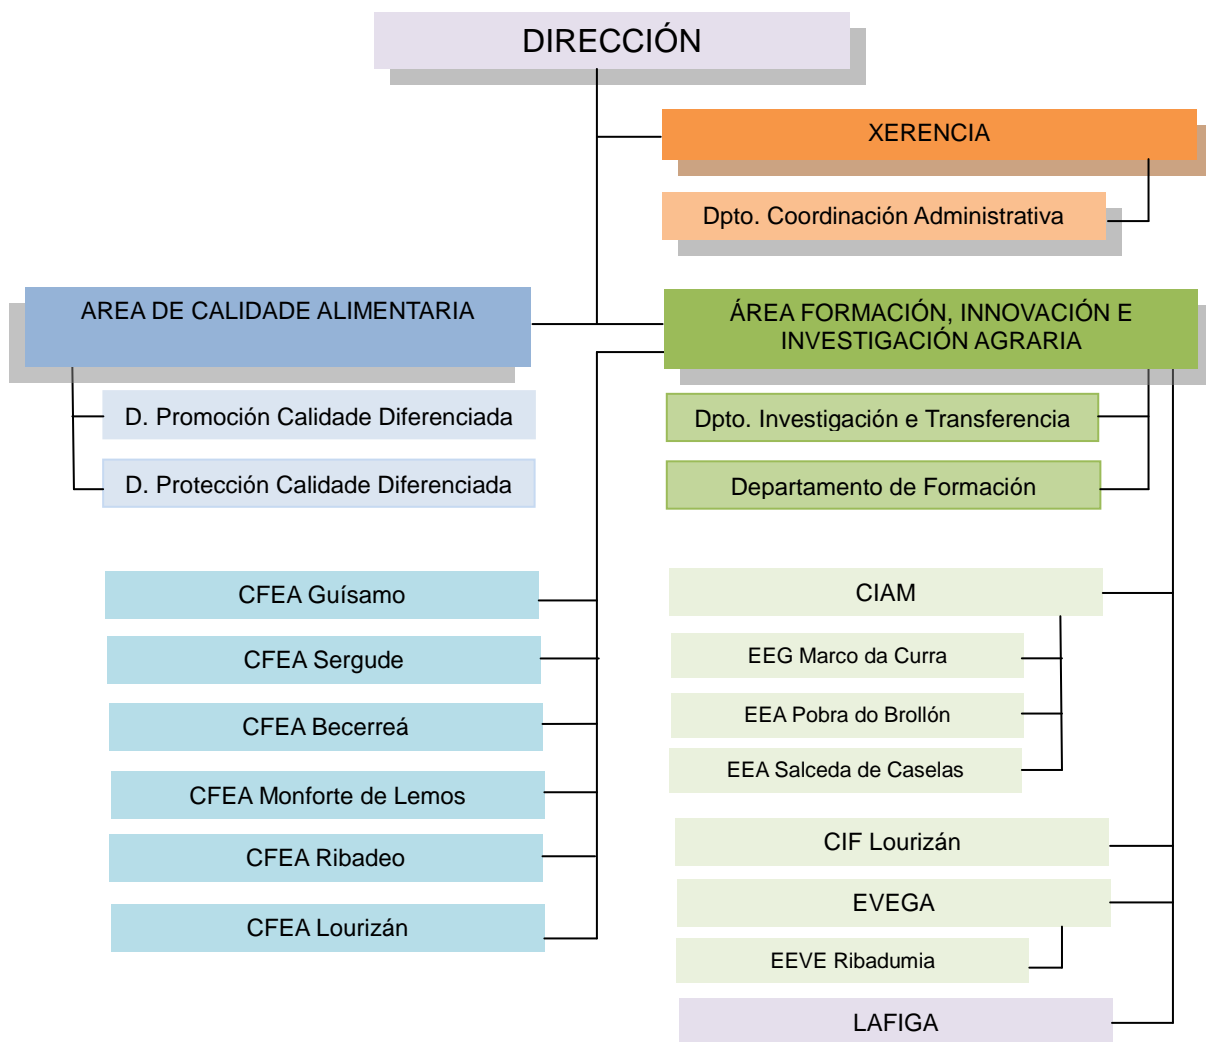 DIRECCIÓN
XERENCIA
Dpto. Coordinación Administrativa
AREA DE CALIDADE ALIMENTARIA
D. Promoción Calidade Diferenciada
D. Protección Calidade Diferenciada
ÁREA FORMACIÓN, INNOVACIÓN E
INVESTIGACIÓN AGRARIA
Dpto. Investigación e Transferencia
Departamento de Formación
CFEA Guísamo
CFEA Sergude
CFEA Becerreá
CFEA Monforte de Lemos
CFEA Ribadeo
CFEA Lourizán
CIAM
EEG Marco da Curra
EEA Pobra do Brollón
EEA Salceda de Caselas
CIF Lourizán
EVEGA
EEVE Ribadumia
LAFIGA